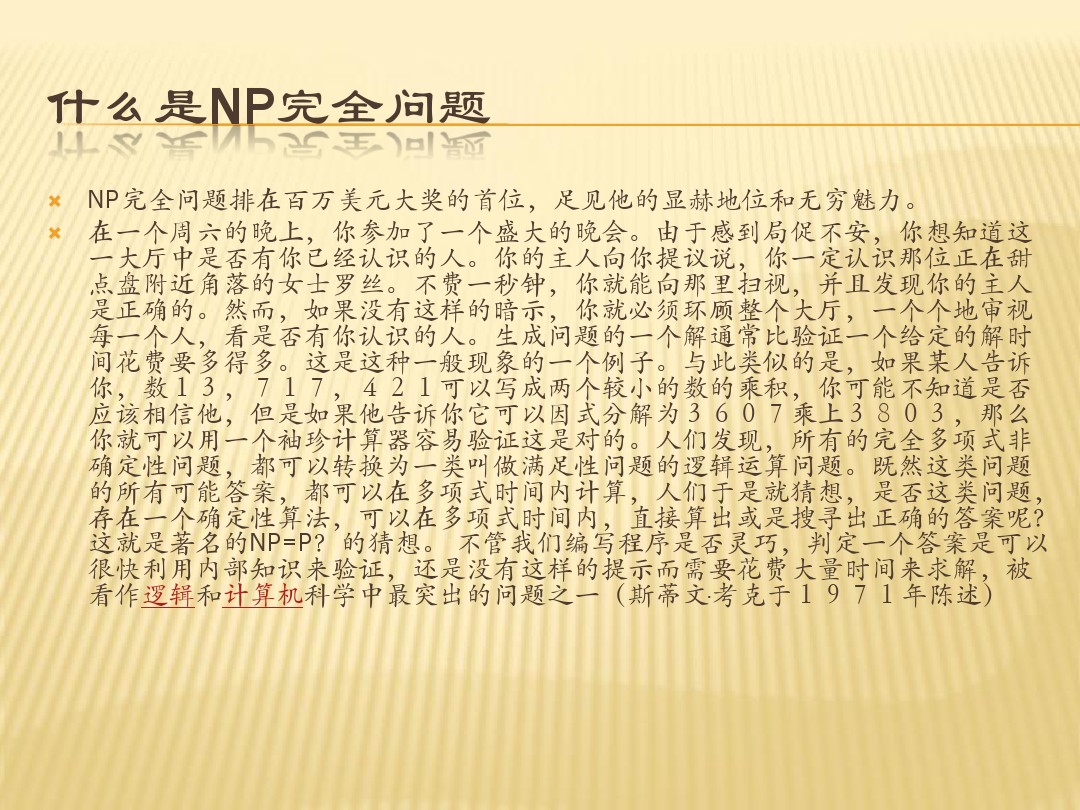 什么是NP完全问题
NP完全问题排在百万美元大奖的首位，足见他的显赫地位和无穷魅力。
在一个周六的晚上，你参加了一个盛大的晚会。由于感到局促不安，你想知道这
一大厅中是否有你已经认识的人。你的主人向你提议说，你一定认识那位正在甜
点盘附近角落的女士罗丝。不费一秒钟，你就能向那里扫视，并且发现你的主人
是正确的。然而，如果没有这样的暗示，你就必须环顾整个大厅，一个个地审视
每一个人，看是否有你认识的人。生成问题的一个解通常比验证一个给定的解时
间花费要多得多。这是这种一般现象的一个例子。与此类似的是，如果某人告诉
你，数１３，７１７，４２１可以写成两个较小的数的乘积，你可能不知道是否
应该相信他，但是如果他告诉你它可以因式分解为３６０７乘上３８０３，那么
你就可以用一个袖珍计算器容易验证这是对的。人们发现，所有的完全多项式非
确定性问题，都可以转换为一类叫做满足性问题的逻辑运算问题。既然这类问题
的所有可能答案，都可以在多项式时间内计算，人们于是就猜想，是否这类问题，
存在一个确定性算法，可以在多项式时间内，直接算出或是搜寻出正确的答案呢？
这就是著名的NP=P？的猜想。 不管我们编写程序是否灵巧，判定一个答案是可以
很快利用内部知识来验证，还是没有这样的提示而需要花费大量时间来求解，被
看作逻辑和计算机科学中最突出的问题之一（斯蒂文·考克于１９７１年陈述）